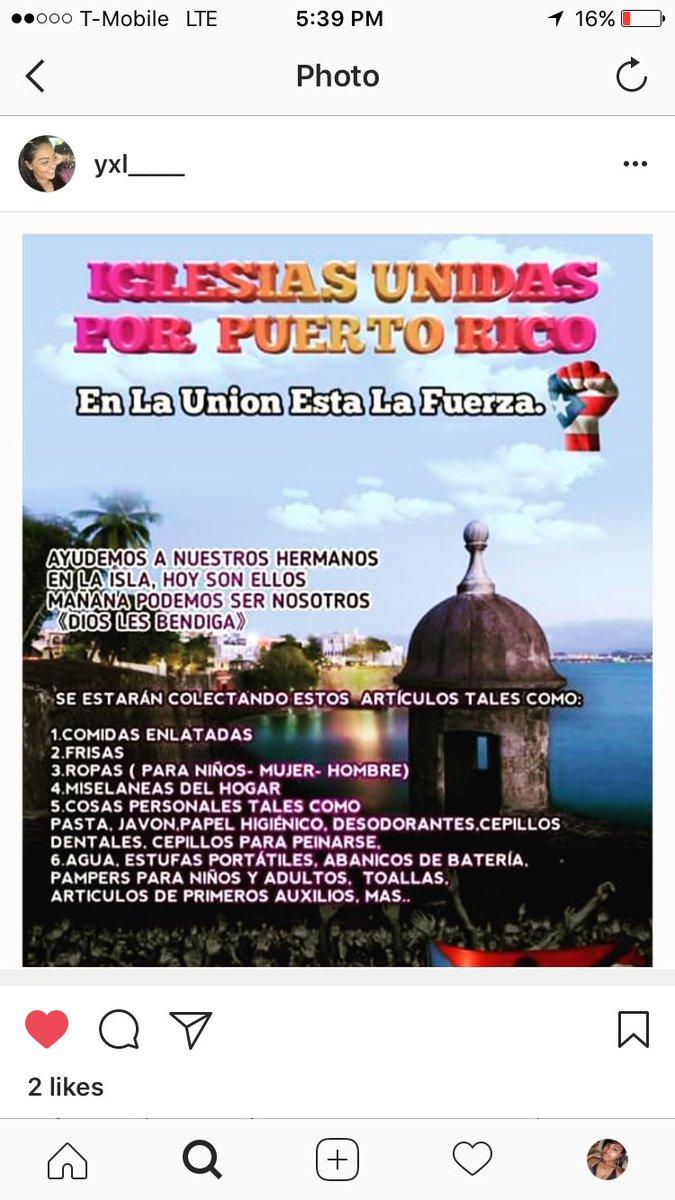 T-Mobile LTE 5:39 PM 16%
Photo
yxl____
IGLESIAS UNIDAS
POR PUERTO RICO
En La Union Esta La Fuerza.
AYUDEMOS A NUESTROS HERMANOS
EN LA ISLA, HOY SON ELLOS
MAÑANA PODEMOS SER NOSOTROS
《DIOS LES BENDIGA》
SE ESTARÁN COLECTANDO ESTOS ARTÍCULOS TALES COMO:
1.COMIDAS ENLATADAS
2.FRISAS
3.ROPAS ( PARA NIÑOS- MUJER- HOMBRE)
4.MISELANEAS DEL HOGAR
5.COSAS PERSONALES TALES COMO
PASTA, JAVON,PAPEL HIGIÉNICO, DESODORANTES,CEPILLOS
DENTALES, CEPILLOS PARA PEINARSE,
6.AGUA, ESTUFAS PORTÁTILES, ABANICOS DE BATERÍA,
PAMPERS PARA NIÑOS Y ADULTOS, TOALLAS,
ARTICULOS DE PRIMEROS AUXILIOS, MAS..
2 likes